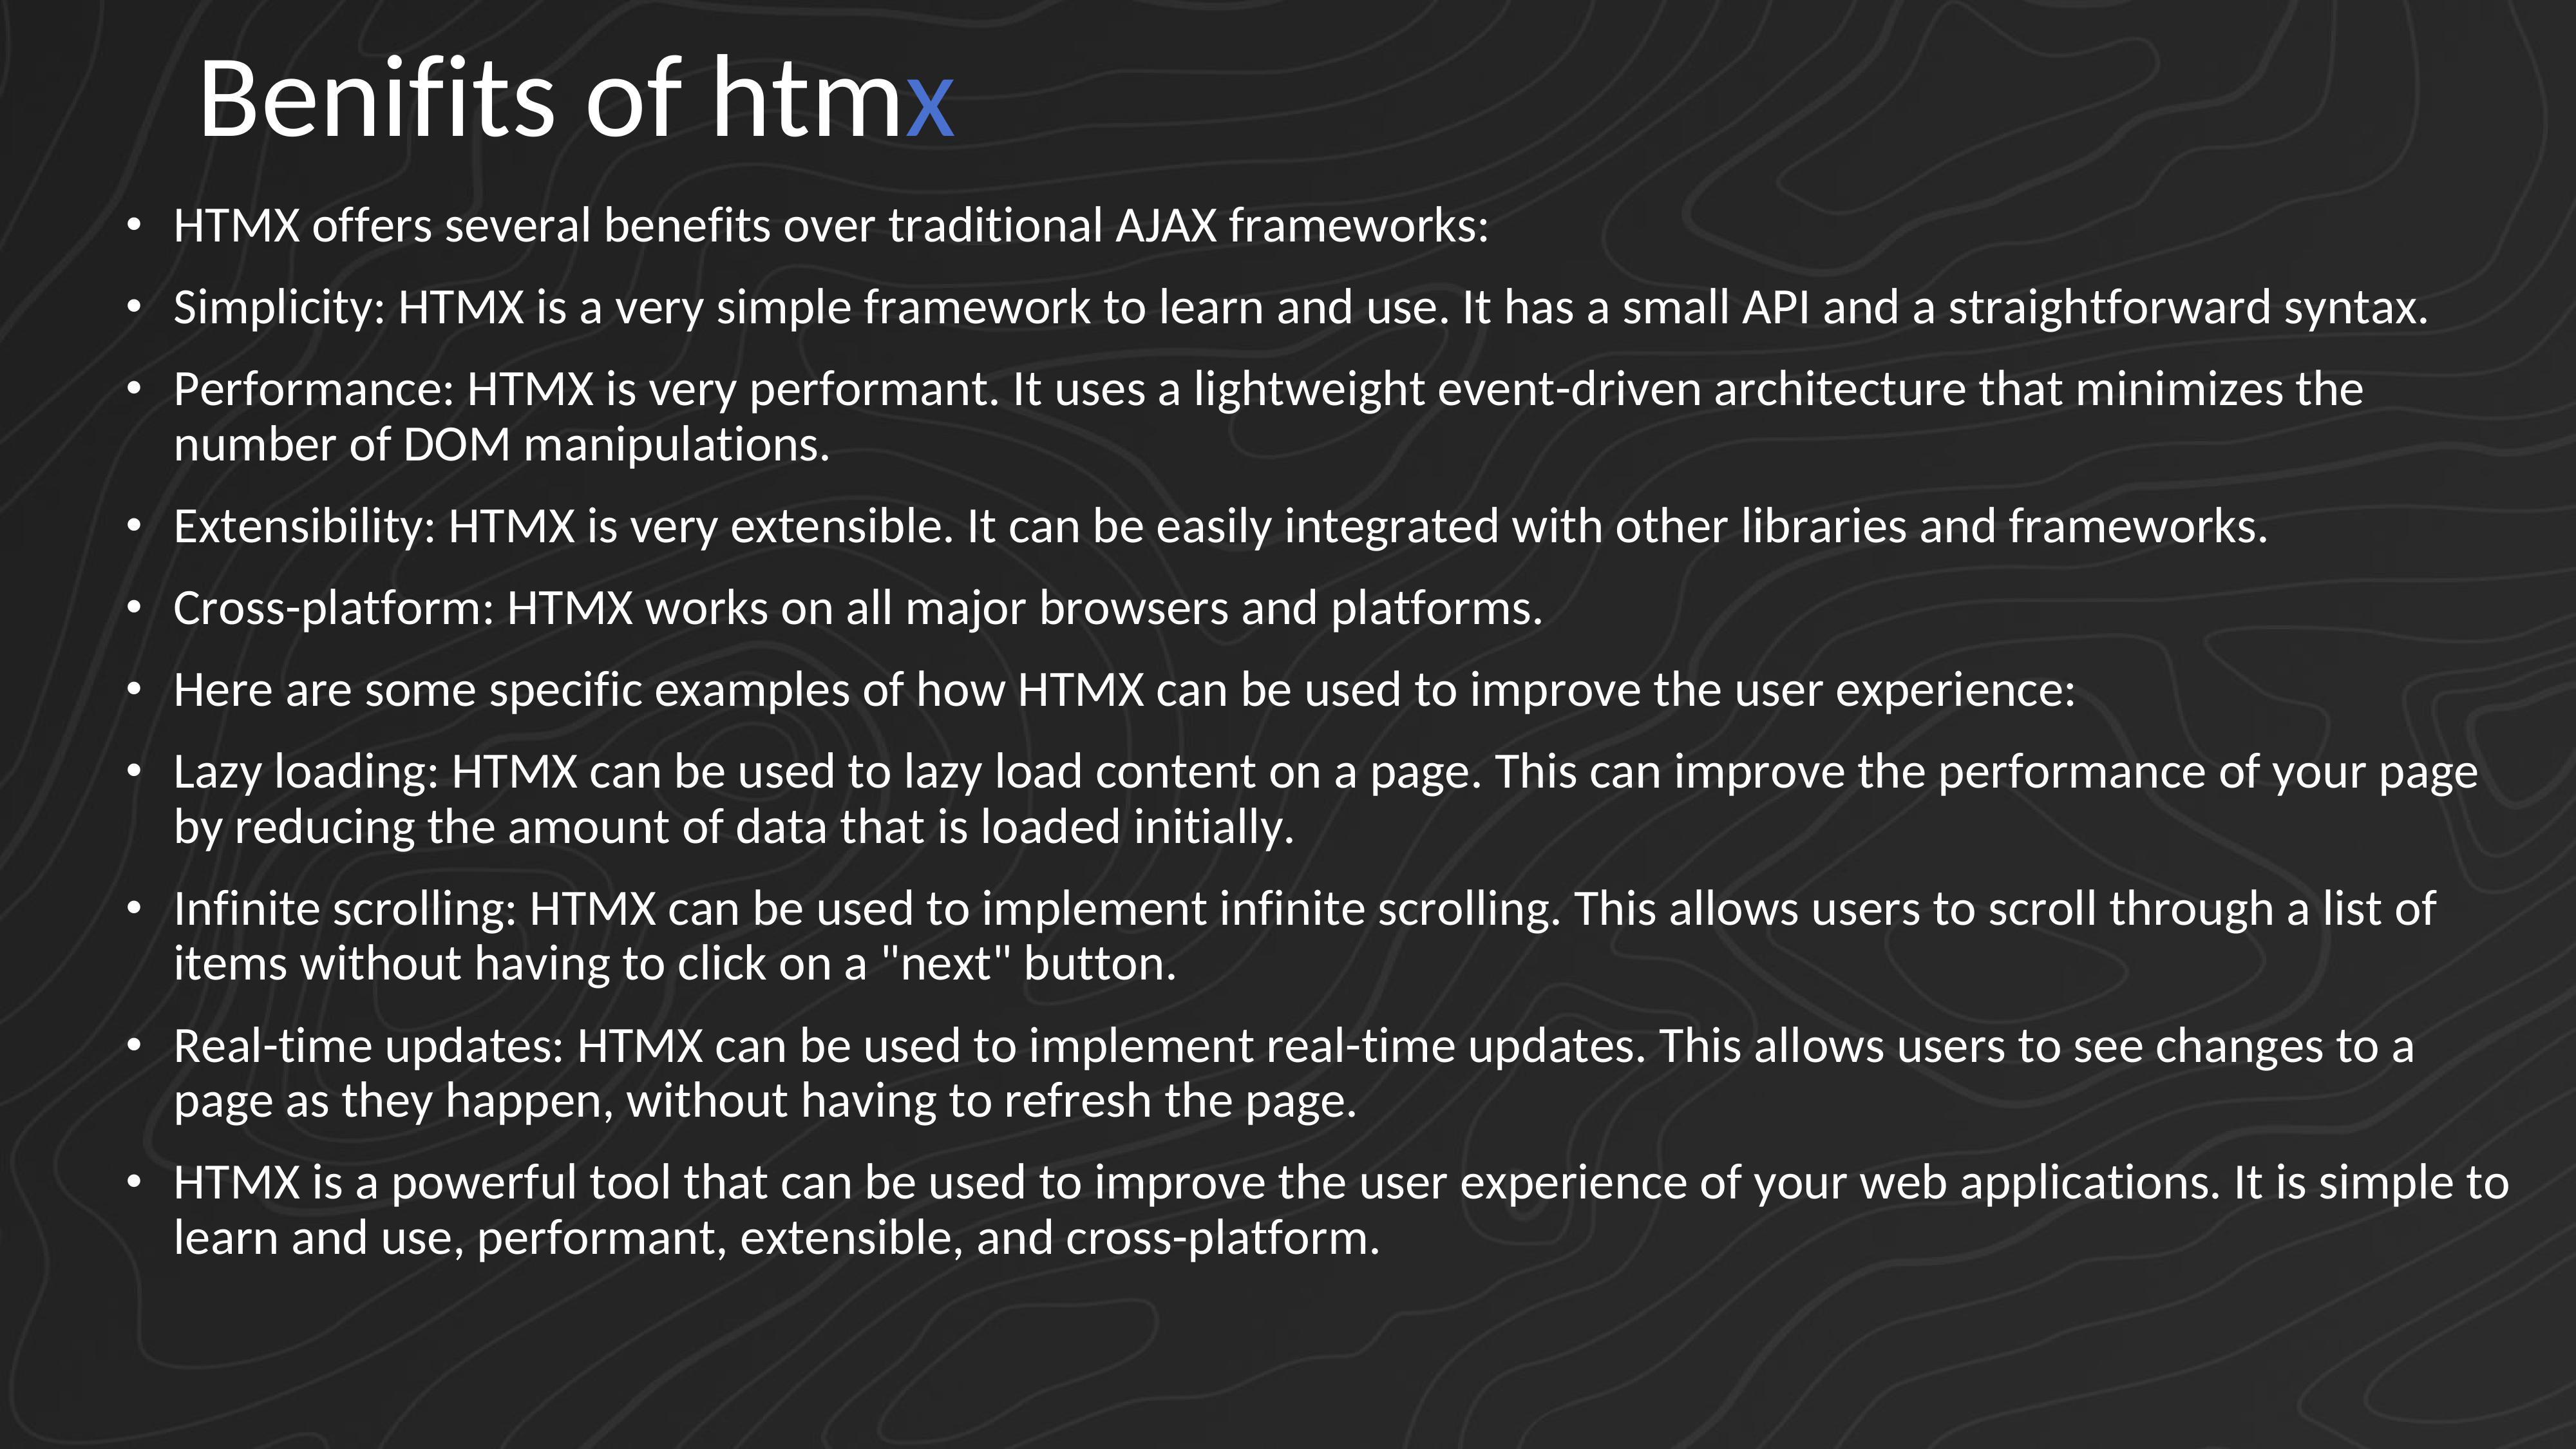 Benifits of htmx
• HTMX offers several benefits over traditional AJAX frameworks:
• Simplicity: HTMX is a very simple framework to learn and use. It has a small API and a straightforward syntax.
• Performance: HTMX is very performant. It uses a lightweight event-driven architecture that minimizes the
number of DOM manipulations.
• Extensibility: HTMX is very extensible. It can be easily integrated with other libraries and frameworks.
• Cross-platform: HTMX works on all major browsers and platforms.
• Here are some specific examples of how HTMX can be used to improve the user experience:
• Lazy loading: HTMX can be used to lazy load content on a page. This can improve the performance of your page
by reducing the amount of data that is loaded initially.
• Infinite scrolling: HTMX can be used to implement infinite scrolling. This allows users to scroll through a list of
items without having to click on a "next" button.
• Real-time updates: HTMX can be used to implement real-time updates. This allows users to see changes to a
page as they happen, without having to refresh the page.
• HTMX is a powerful tool that can be used to improve the user experience of your web applications. It is simple to
learn and use, performant, extensible, and cross-platform.